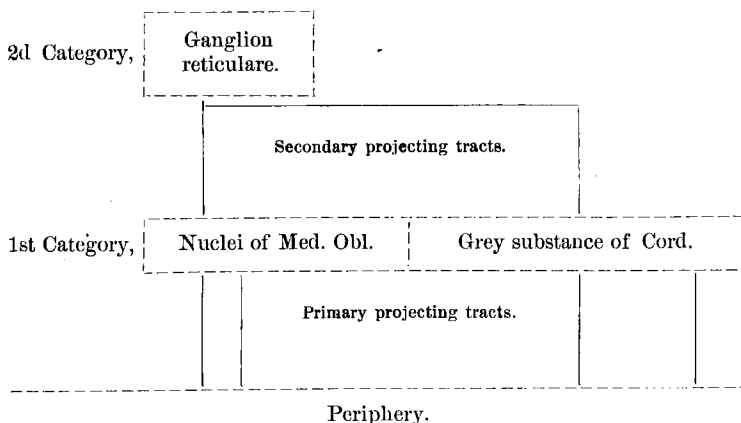 2d Category,
Ganglion
reticulare.
Secondary projecting tracts.
1st Category,
Nuclei of Med. Obl.
Grey substance of Cord.
Primary projecting tracts.
Periphery.